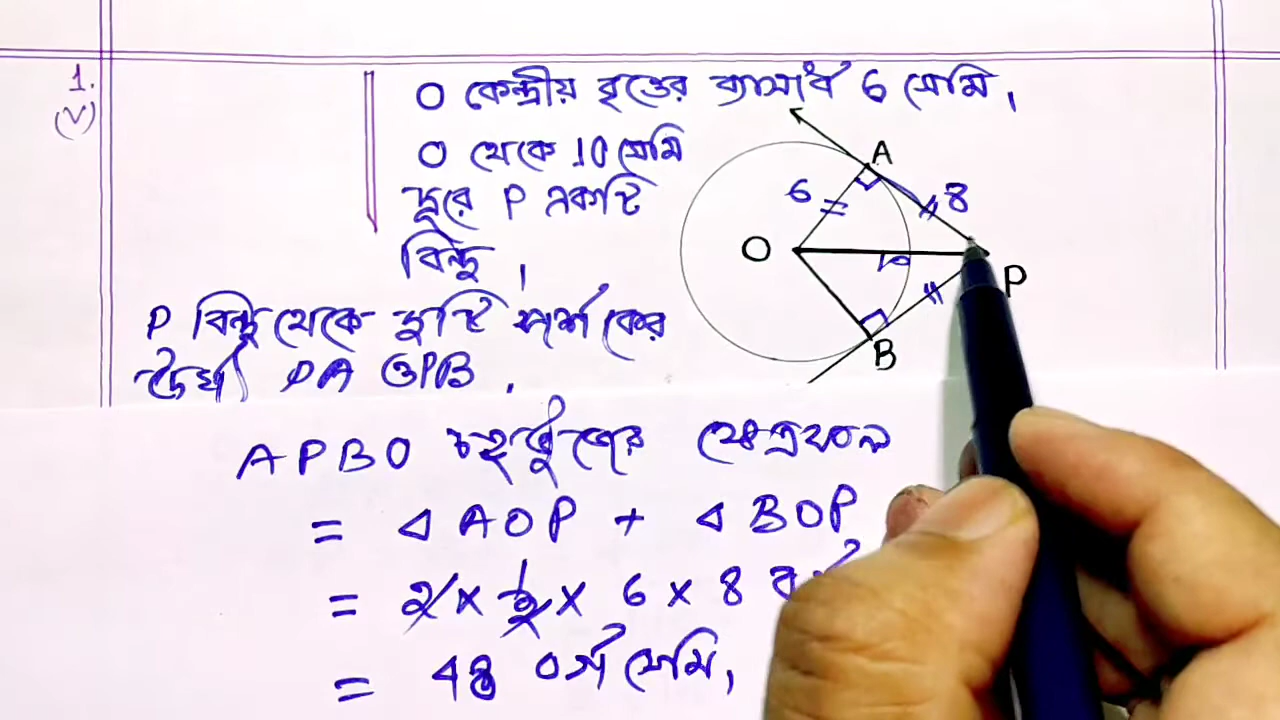 1.
(V)
O কেন্দ্রীয় বৃত্তের ব্যাসার্ধ 6 সেমি,
O থেকে 10 সেমি
দূরে P একটি
বিন্দু,
P বিন্দু থেকে দুটি স্পর্শকের
দৈর্ঘ্য PA ও PB.
APBO চতুর্ভুজের ক্ষেত্রফল
= △ AOP + △ BOP
= 2 × 1/2 × 6 × 8
= 48 বর্গ সেমি,
A
6
8
O
10
P
B